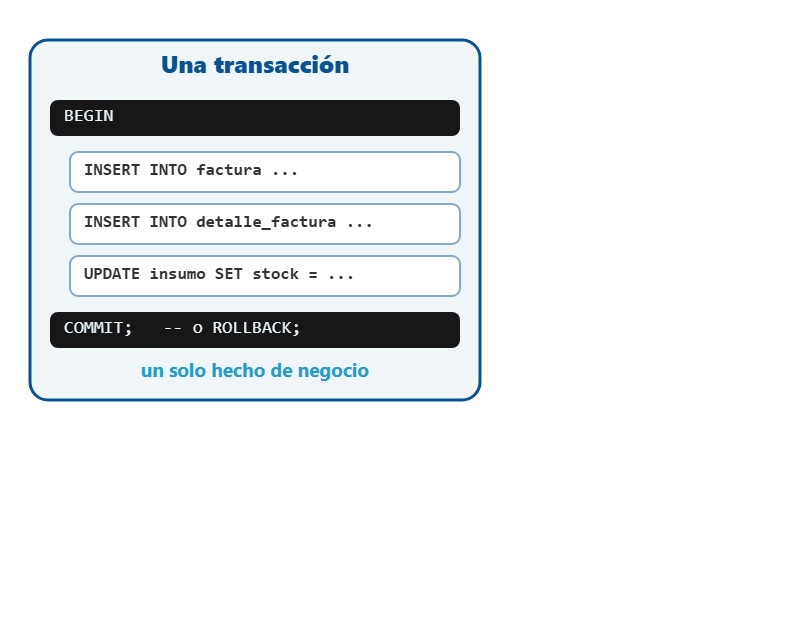 Una transacción
BEGIN
INSERT INTO factura ...
INSERT INTO detalle_factura ...
UPDATE insumo SET stock = ...
COMMIT;   -- o ROLLBACK;
un solo hecho de negocio